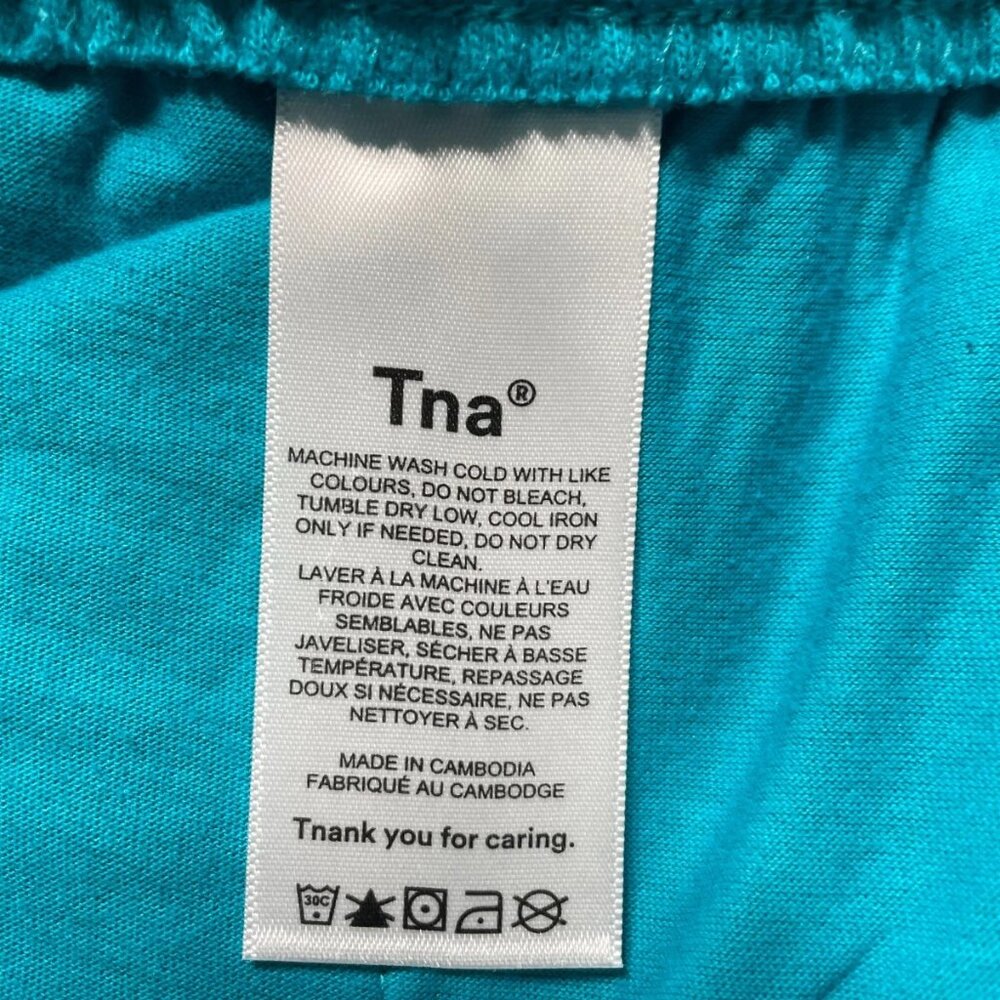 Tna®
MACHINE WASH COLD WITH LIKE
COLOURS, DO NOT BLEACH,
TUMBLE DRY LOW, COOL IRON
ONLY IF NEEDED, DO NOT DRY
CLEAN.
LAVER À LA MACHINE À L'EAU
FROIDE AVEC COULEURS
SEMBLABLES, NE PAS
JAVELISER, SÉCHER À BASSE
TEMPÉRATURE, REPASSAGE
DOUX SI NÉCESSAIRE, NE PAS
NETTOYER À SEC.
MADE IN CAMBODIA
FABRIQUÉ AU CAMBODGE
Tnank you for caring.
30C